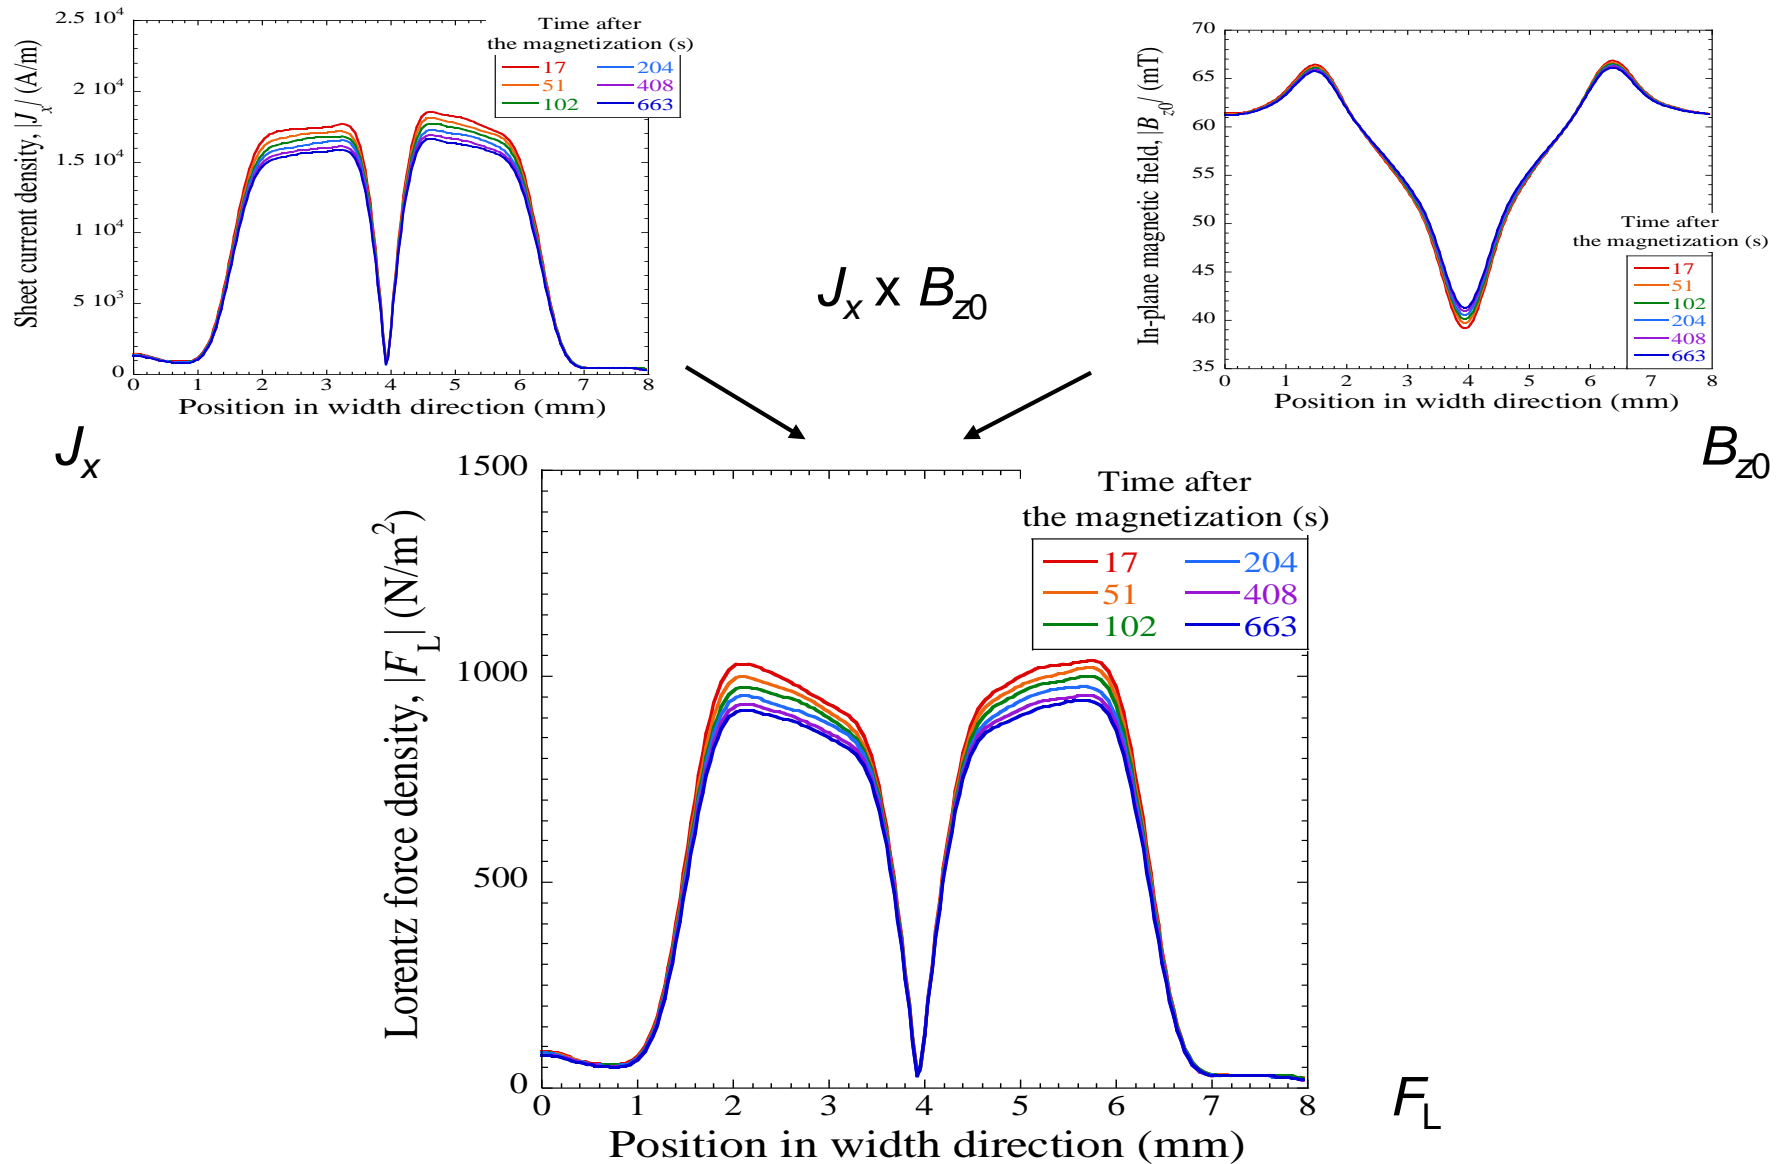 2.5 10⁴
2 10⁴
1.5 10⁴
1 10⁴
5 10³
0
0 1 2 3 4 5 6 7 8
Sheet current density, |Jₓ| (A/m)
Position in width direction (mm)
Time after
the magnetization (s)
17 204
51 408
102 663
Jₓ
Jₓ x B_z0
70
65
60
55
50
45
40
35
0 1 2 3 4 5 6 7 8
In-plane magnetic field, |B_z0| (mT)
Position in width direction (mm)
Time after
the magnetization (s)
17
51
102
204
408
663
B_z0
1500
1000
500
0
0 1 2 3 4 5 6 7 8
Lorentz force density, |F_L| (N/m²)
Position in width direction (mm)
Time after
the magnetization (s)
17 204
51 408
102 663
F_L